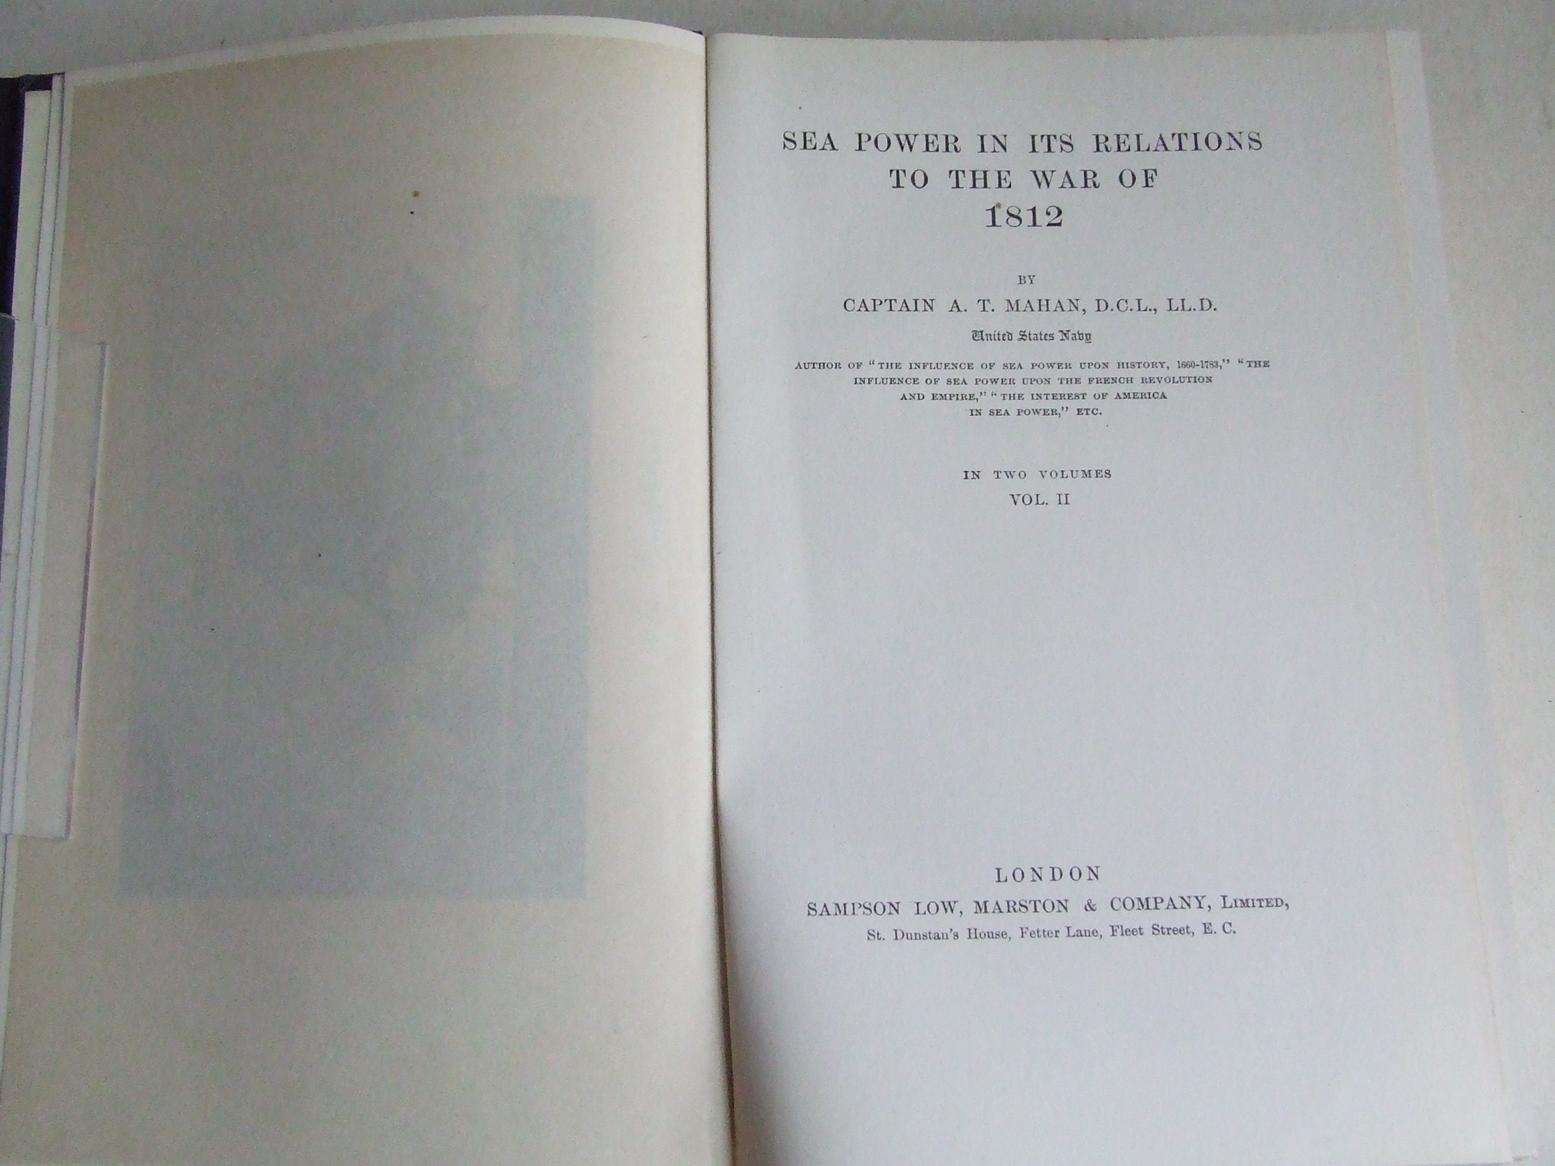 SEA POWER IN ITS RELATIONS
TO THE WAR OF
1812
BY
CAPTAIN A. T. MAHAN, D.C.L., LL.D.
United States Navy
AUTHOR OF “THE INFLUENCE OF SEA POWER UPON HISTORY, 1660-1783,” “THE
INFLUENCE OF SEA POWER UPON THE FRENCH REVOLUTION
AND EMPIRE,” “THE INTEREST OF AMERICA
IN SEA POWER,” ETC.
IN TWO VOLUMES
VOL. II
LONDON
SAMPSON LOW, MARSTON & COMPANY, LIMITED,
St. Dunstan's House, Fetter Lane, Fleet Street, E. C.